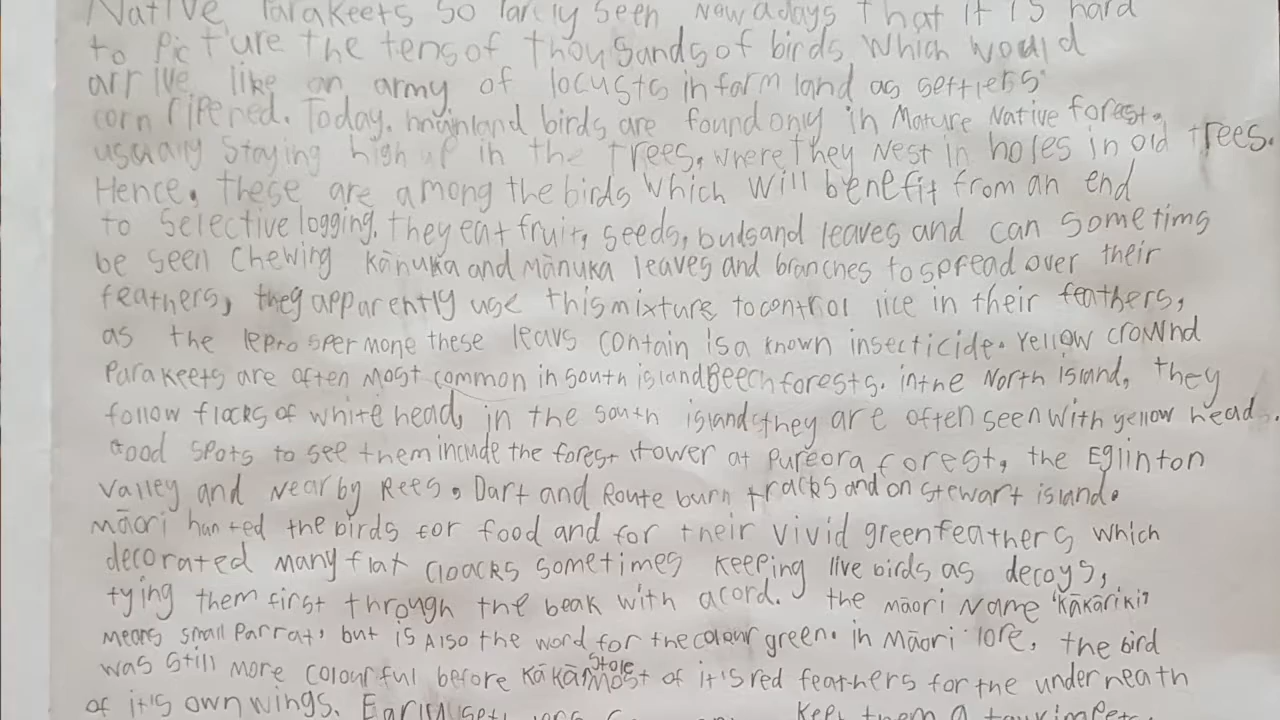 Native Parakeets so rarely seen nowadays that it is hard
to Picture the tens of thousands of birds which would
arrive like an army of locusts in farm land as settlers
corn ripened. Today, mainland birds are found only in Mature Native forest,
usually staying high up in the trees, where they Nest in holes in old trees.
Hence, these are among the birds which will benefit from an end
to selective logging. they eat fruit, seeds, buds and leaves and can sometims
be seen chewing kānuka and mānuka leaves and branches to spread over their
feathers, they apparently use this mixture to control lice in their feathers,
as the leprospermone these leavs contain is a known insecticide. Yellow crownd
Parakeets are often most common in south island Beech forests. in the North island, they
follow flocks of white head, in the south island they are often seen with yellow head.
Good spots to see them include the forest tower at Pureora forest, the Eglinton
valley and Nearby Rees, Dart and Route burn tracks and on stewart island.
māori hanted the birds for food and for their vivid green feathers which
decorated many flat cloacks sometimes keeping live birds as decoys,
tying them first through the beak with a cord. the māori Name 'kākāriki'
means small Parrat, but is Also the word for the colour green. in Māori lore, the bird
was still more colourful before kākā stole most of it's red feathers for the underneath
of it's own wings. Early keep them a